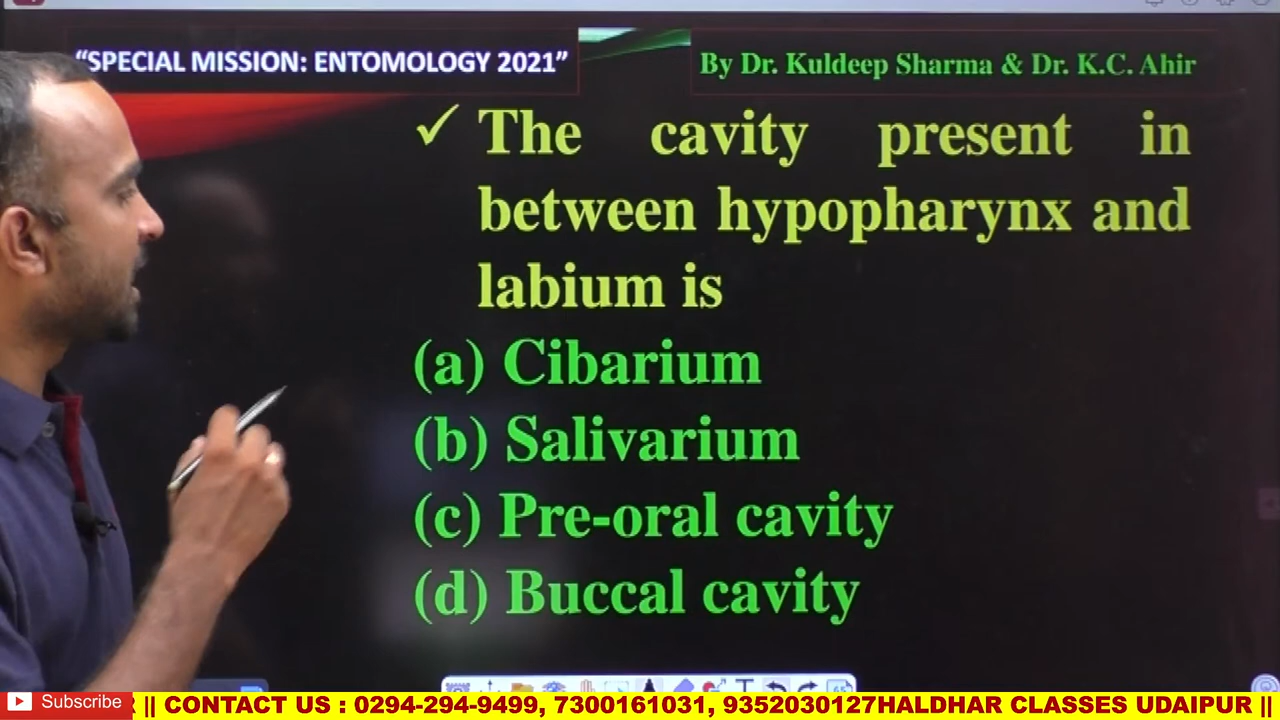 “SPECIAL MISSION: ENTOMOLOGY 2021”
By Dr. Kuldeep Sharma & Dr. K.C. Ahir
✓ The cavity present in
between hypopharynx and
labium is
(a) Cibarium
(b) Salivarium
(c) Pre-oral cavity
(d) Buccal cavity
Subscribe
|| CONTACT US : 0294-294-9499, 7300161031, 9352030127HALDHAR CLASSES UDAIPUR ||